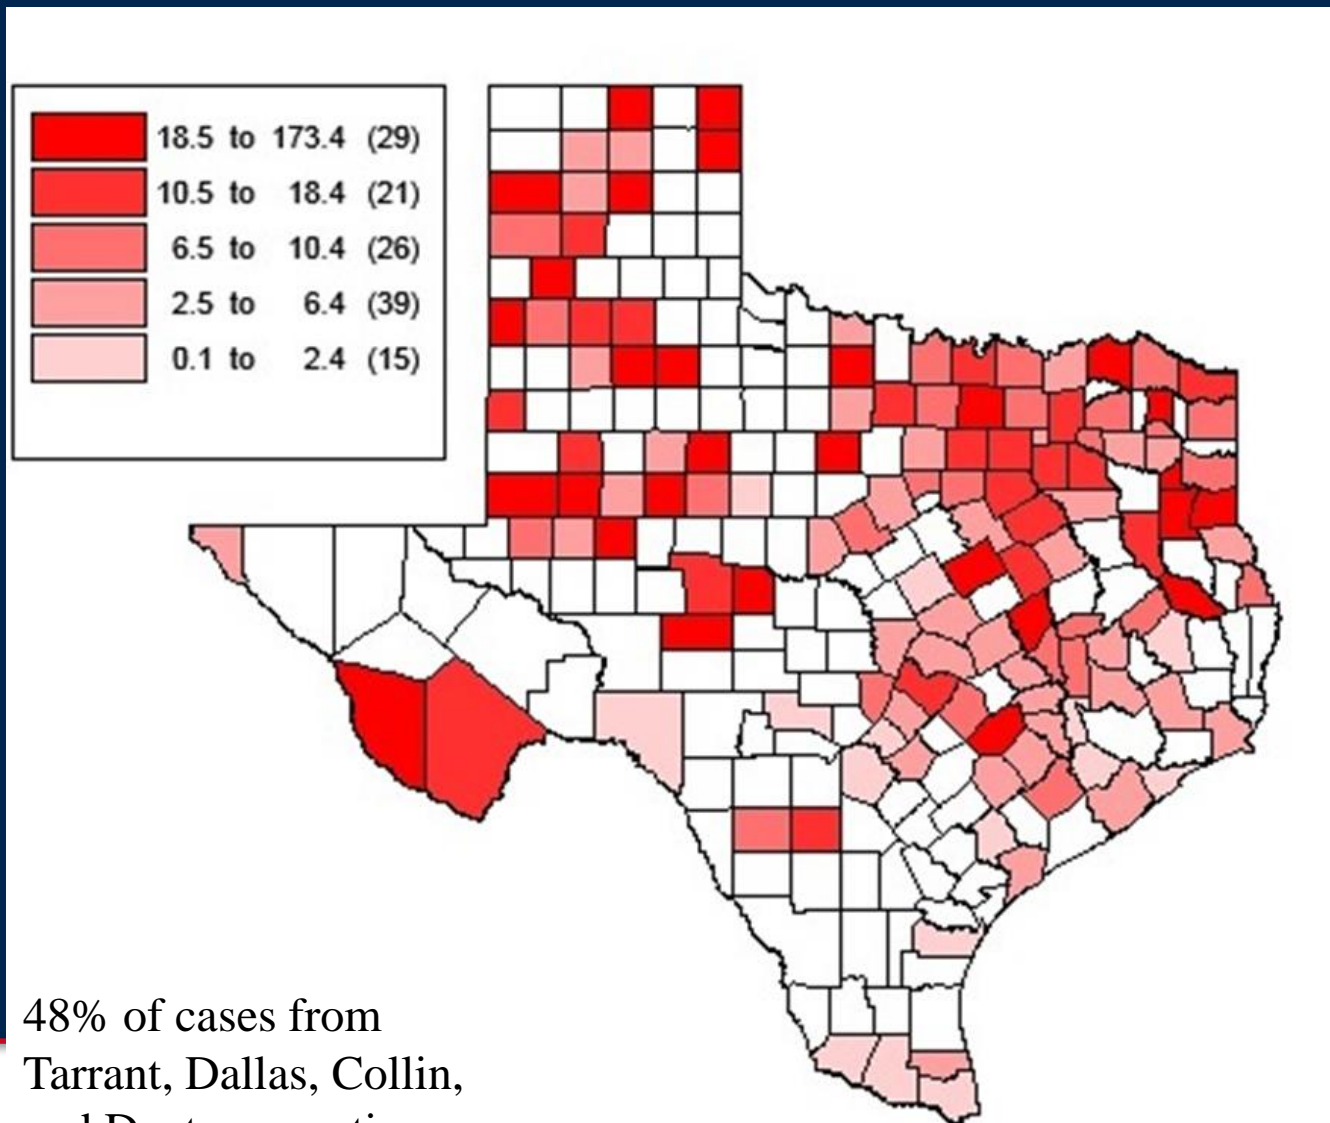 18.5 to 173.4 (29)
10.5 to 18.4 (21)
6.5 to 10.4 (26)
2.5 to 6.4 (39)
0.1 to 2.4 (15)
48% of cases from
Tarrant, Dallas, Collin,